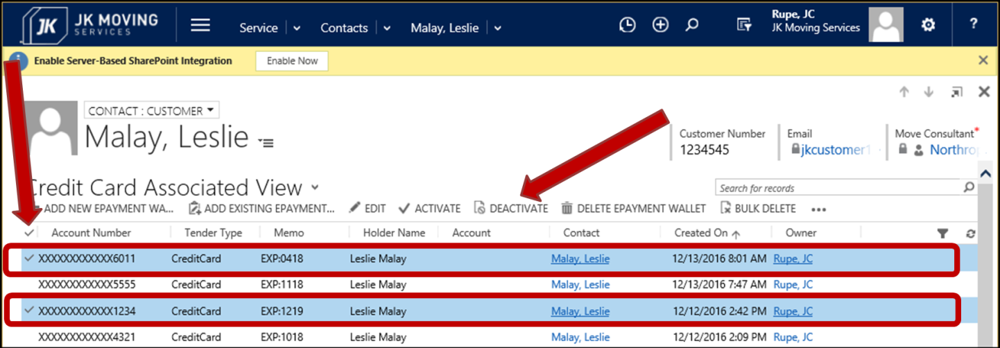 JK JK MOVING SERVICES
Service Contacts Malay, Leslie
Rupe, JC
JK Moving Services
?
Enable Server-Based SharePoint Integration Enable Now
CONTACT : CUSTOMER
Malay, Leslie
Customer Number
1234545
Email
jkcustomer1
Move Consultant*
Northro
Credit Card Associated View
Search for records
ADD NEW EPAYMENT WA... ADD EXISTING EPAYMENT... EDIT ACTIVATE DEACTIVATE DELETE EPAYMENT WALLET BULK DELETE ...
Account Number Tender Type Memo Holder Name Account Contact Created On Owner
XXXXXXXXXXXX6011 CreditCard EXP:0418 Leslie Malay Malay, Leslie 12/13/2016 8:01 AM Rupe, JC
XXXXXXXXXXXX5555 CreditCard EXP:1118 Leslie Malay Malay, Leslie 12/13/2016 7:47 AM Rupe, JC
XXXXXXXXXXXX1234 CreditCard EXP:1219 Leslie Malay Malay, Leslie 12/12/2016 2:42 PM Rupe, JC
XXXXXXXXXXXX4321 CreditCard EXP:1018 Leslie Malay Malay, Leslie 12/12/2016 2:09 PM Rupe, JC